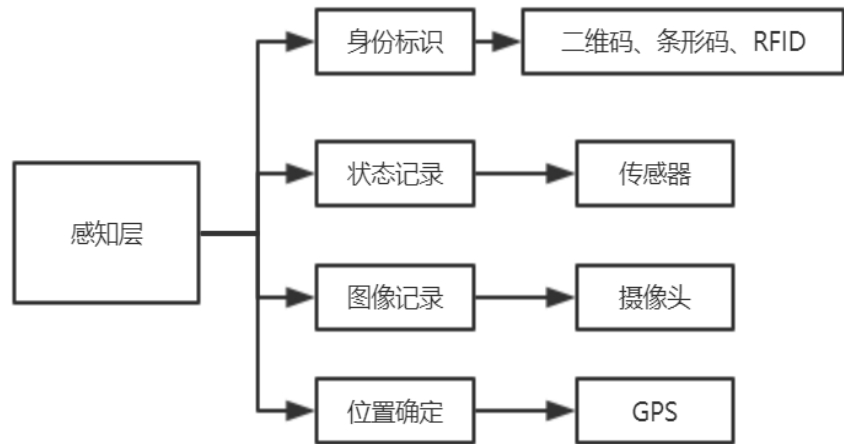 身份标识
二维码、条形码、RFID
状态记录
传感器
感知层
图像记录
摄像头
位置确定
GPS